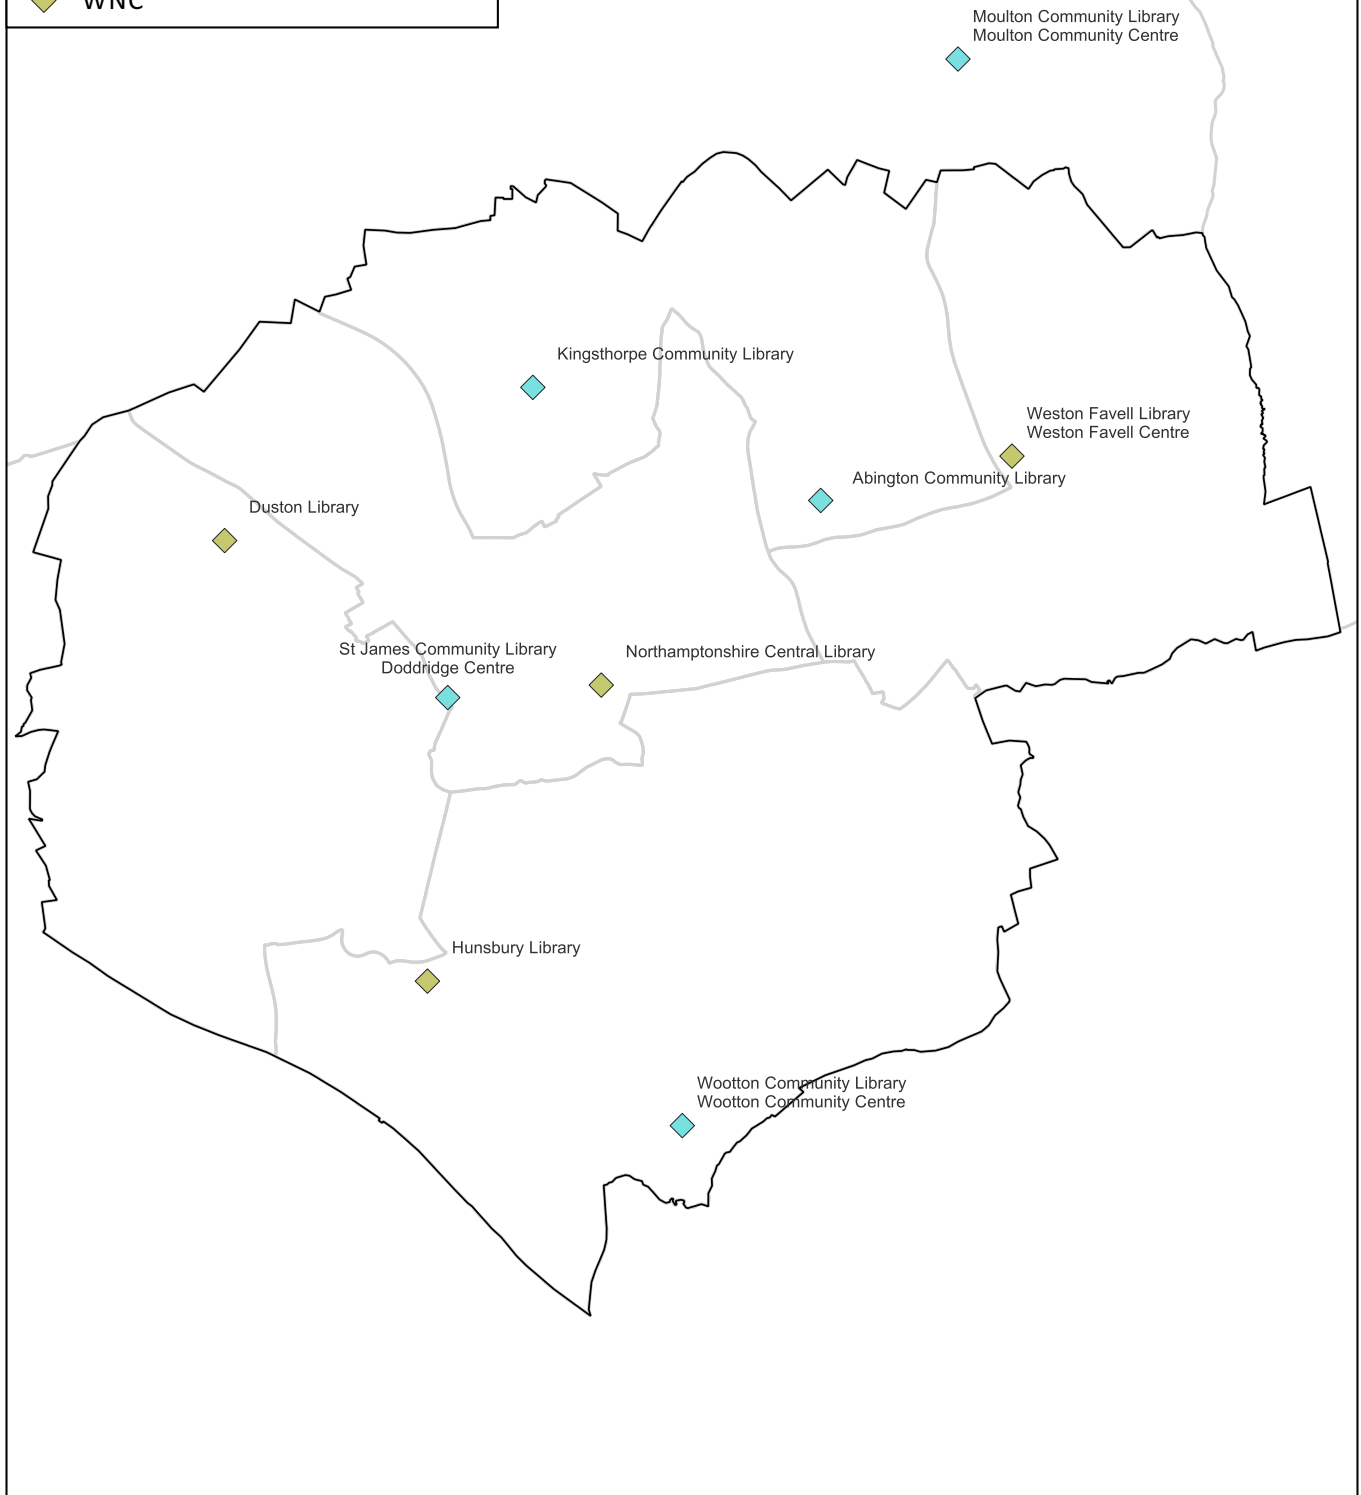 WNC
Moulton Community Library
Moulton Community Centre
Kingsthorpe Community Library
Weston Favell Library
Weston Favell Centre
Abington Community Library
Duston Library
St James Community Library
Doddridge Centre
Northamptonshire Central Library
Hunsbury Library
Wootton Community Library
Wootton Community Centre